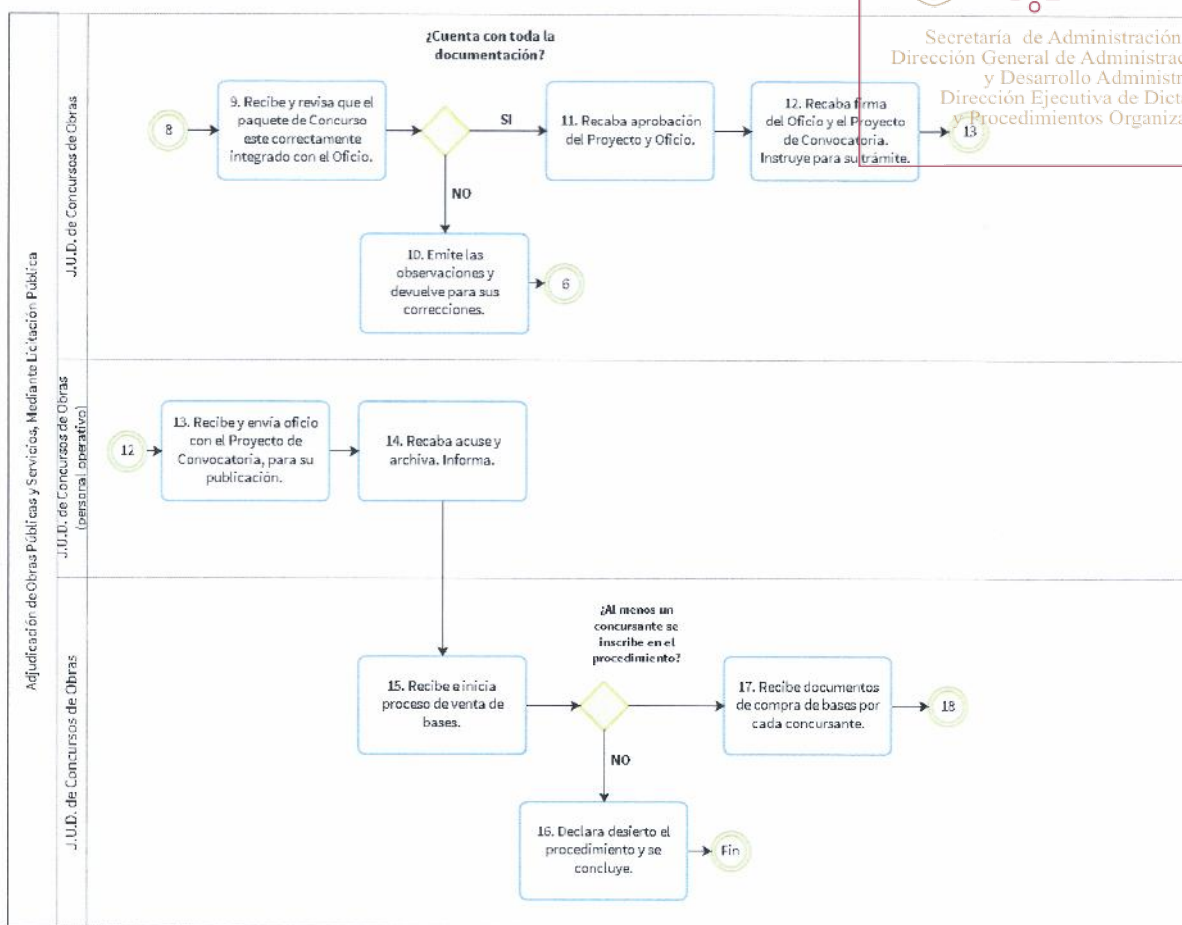 Secretaría de Administración
Dirección General de Administrac
y Desarrollo Administr
Dirección Ejecutiva de Dicta
y Procedimientos Organiza
Adjudicación de Obras Públicas y Servicios, Mediante Licitación Pública
J.U.D. de Concursos de Obras
¿Cuenta con toda la
documentación?
8
9. Recibe y revisa que el
paquete de Concurso
este correctamente
integrado con el Oficio.
SI
11. Recaba aprobación
del Proyecto y Oficio.
12. Recaba firma
del Oficio y el Proyecto
de Convocatoria.
Instruye para su trámite.
13
NO
10. Emite las
observaciones y
devuelve para sus
correcciones.
6
J.U.D. de Concursos de Obras
(personal operativo)
12
13. Recibe y envía oficio
con el Proyecto de
Convocatoria, para su
publicación.
14. Recaba acuse y
archiva. Informa.
J.U.D. de Concursos de Obras
¿Al menos un
concursante se
inscribe en el
procedimiento?
15. Recibe e inicia
proceso de venta de
bases.
17. Recibe documentos
de compra de bases por
cada concursante.
18
NO
16. Declara desierto el
procedimiento y se
concluye.
Fin